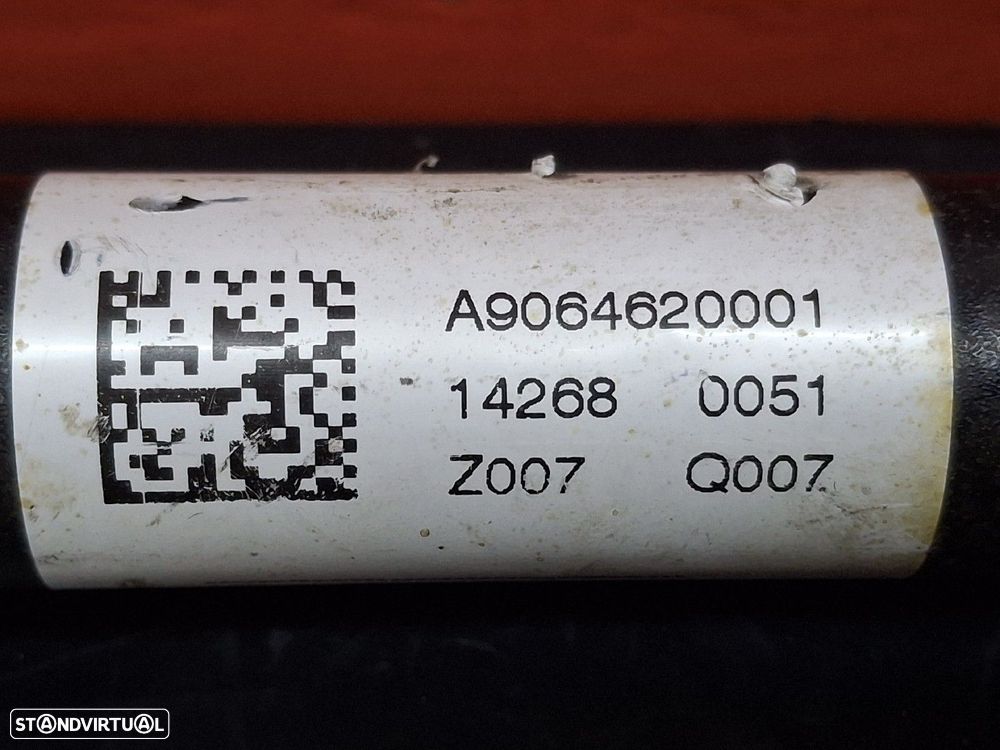 A9064620001
14268 0051
Z007 Q007
STANDVIRTUAL